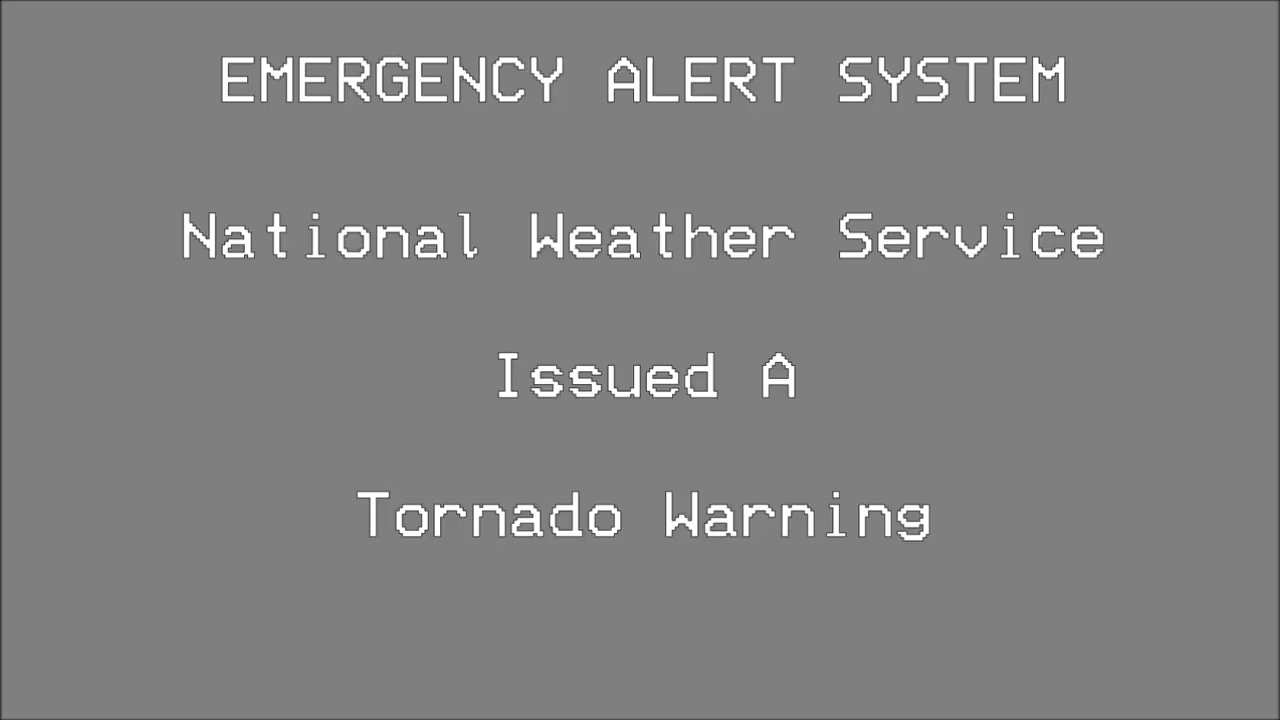 EMERGENCY ALERT SYSTEM
National Weather Service
Issued A
Tornado Warning